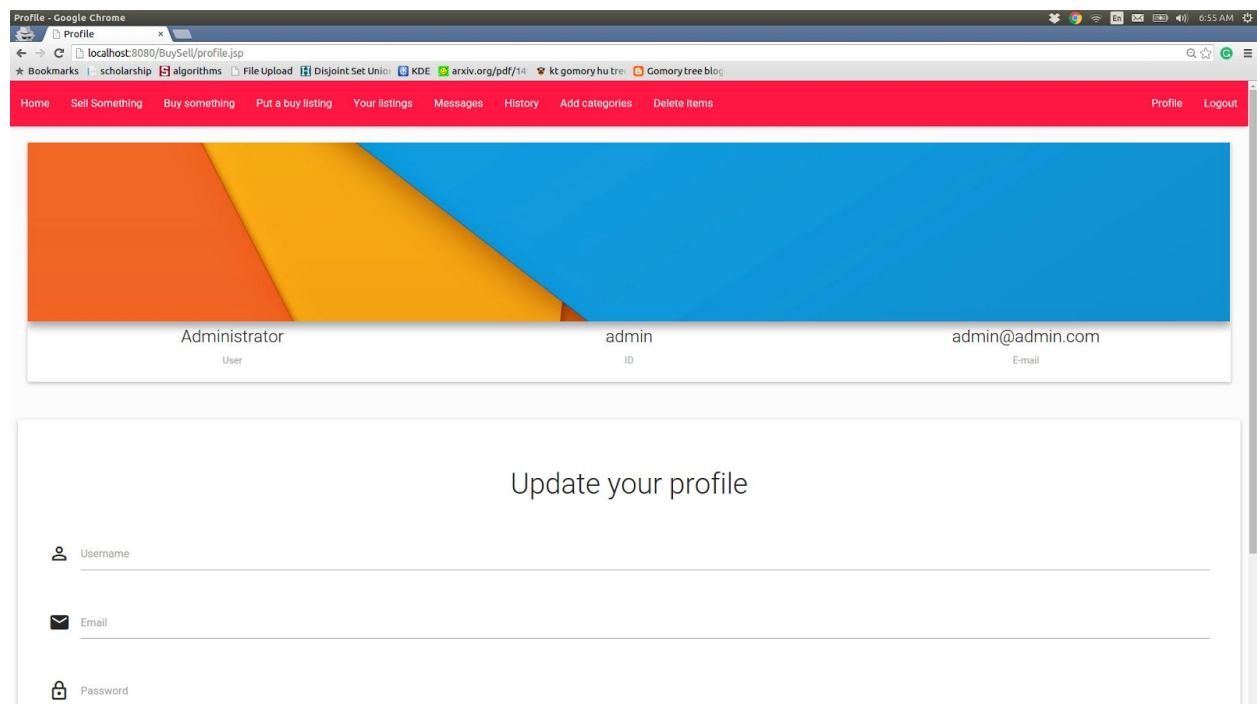 Profile - Google Chrome
En 6:55 AM
Profile ×
localhost:8080/BuySell/profile.jsp
Bookmarks scholarship algorithms File Upload Disjoint Set Union KDE arxiv.org/pdf/14 kt gomory hu tree Gomory tree blog
Home Sell Something Buy something Put a buy listing Your listings Messages History Add categories Delete items Profile Logout
Administrator admin admin@admin.com
User ID E-mail
Update your profile
Username
Email
Password